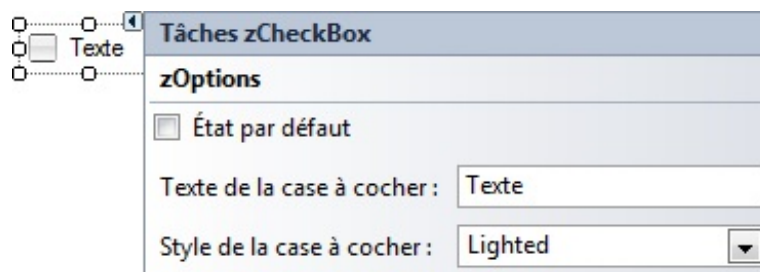 Texte
Tâches zCheckBox
zOptions
État par défaut
Texte de la case à cocher : Texte
Style de la case à cocher : Lighted